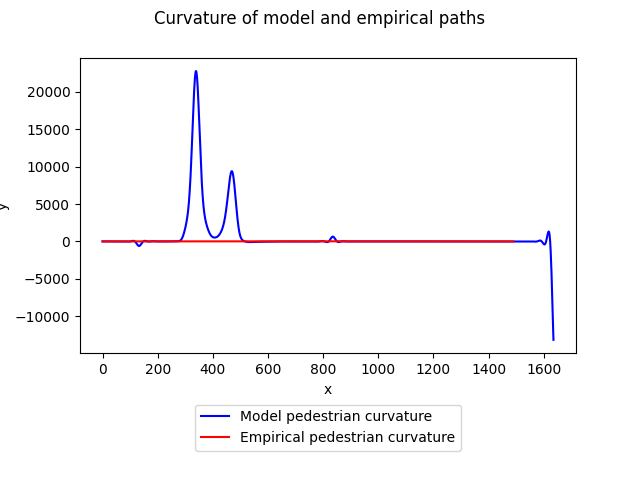 Curvature of model and empirical paths
20000
15000
10000
5000
0
−5000
−10000
y
0 200 400 600 800 1000 1200 1400 1600
x
Model pedestrian curvature
Empirical pedestrian curvature